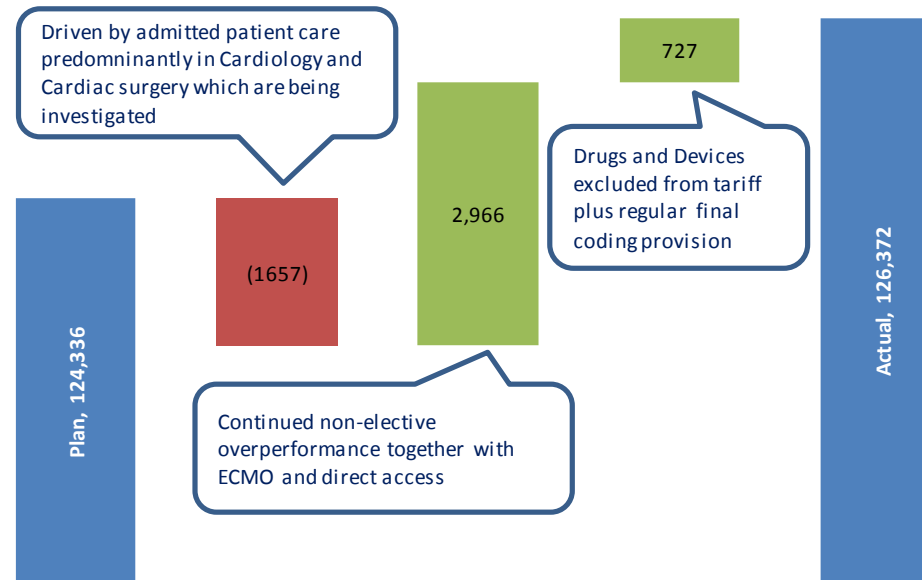 Driven by admitted patient care
predomninantly in Cardiology and
Cardiac surgery which are being
investigated
727
Drugs and Devices
excluded from tariff
plus regular final
coding provision
2,966
(1657)
Plan, 124,336
Actual, 126,372
Continued non-elective
overperformance together with
ECMO and direct access